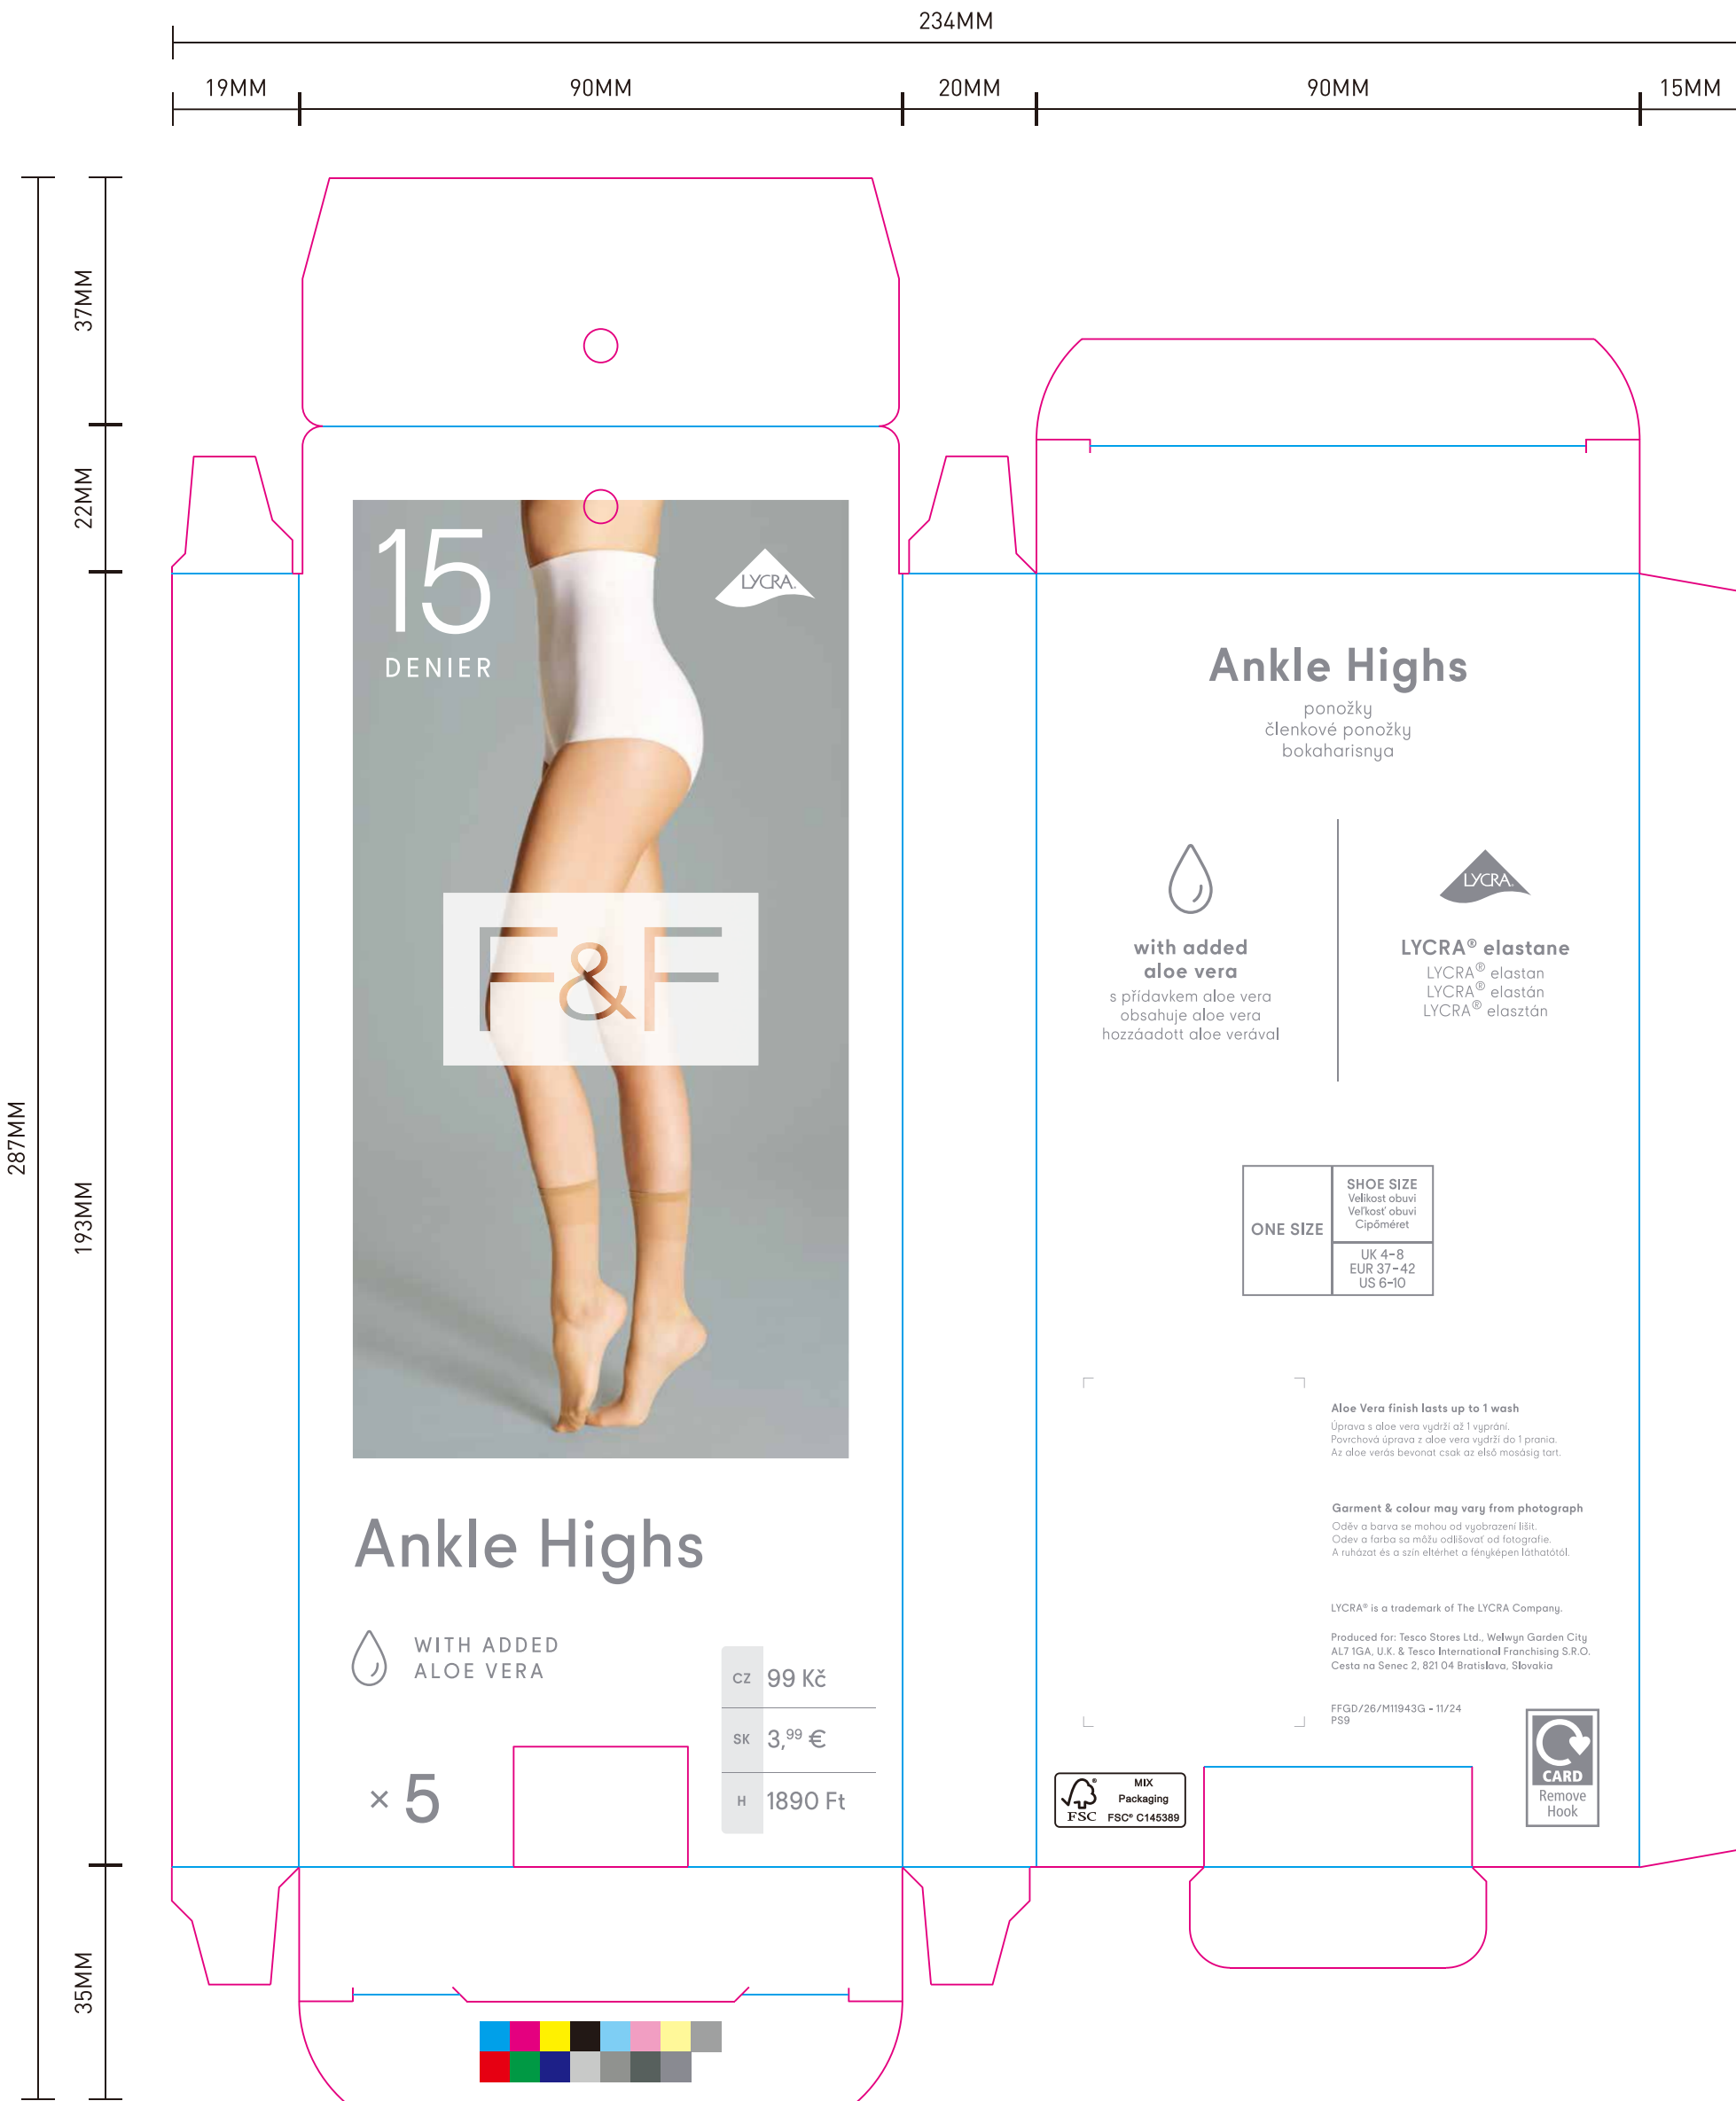 234MM
19MM
90MM
20MM
90MM
15MM
287MM
37MM
22MM
193MM
35MM
15
DENIER
LYCRA.
F&F
Ankle Highs
WITH ADDED
ALOE VERA
× 5
CZ 99 Kč
SK 3,99 €
H 1890 Ft
Ankle Highs
ponožky
členkové ponožky
bokaharisnya
with added
aloe vera
s přídavkem aloe vera
obsahuje aloe vera
hozzáadott aloe verával
LYCRA.
LYCRA® elastane
LYCRA® elastan
LYCRA® elastán
LYCRA® elasztán
ONE SIZE
SHOE SIZE
Velikost obuvi
Veľkosť obuvi
Cipőméret
UK 4-8
EUR 37-42
US 6-10
Aloe Vera finish lasts up to 1 wash
Úprava s aloe vera vydrží až 1 vyprání.
Povrchová úprava z aloe vera vydrží do 1 prania.
Az aloe verás bevonat csak az első mosásig tart.
Garment & colour may vary from photograph
Oděv a barva se mohou od vyobrazení lišit.
Odev a farba sa môžu odlišovať od fotografie.
A ruházat és a szín eltérhet a fényképen láthatótól.
LYCRA® is a trademark of The LYCRA Company.
Produced for: Tesco Stores Ltd., Welwyn Garden City
AL7 1GA, U.K. & Tesco International Franchising S.R.O.
Cesta na Senec 2, 821 04 Bratislava, Slovakia
FFGD/26/M11943G - 11/24
PS9
FSC
MIX
Packaging
FSC® C145389
CARD
Remove
Hook